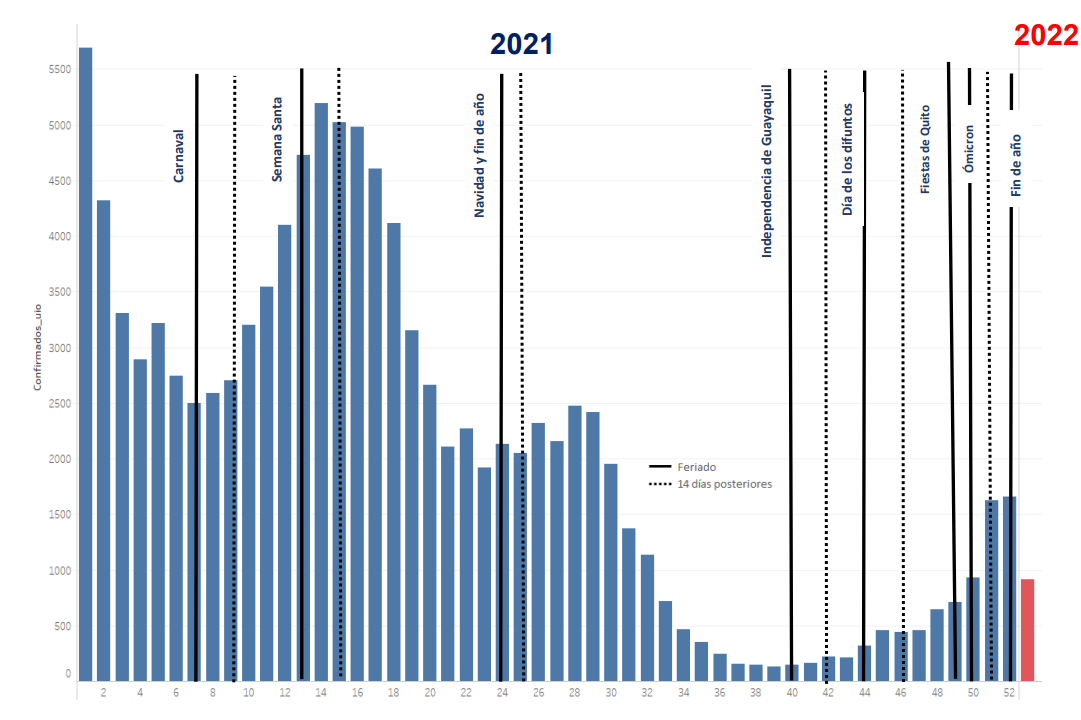 2021
2022
5500
5000
4500
4000
3500
3000
2500
2000
1500
1000
500
0
Confirmados_uio
Carnaval
Semana Santa
Navidad y fin de año
Independencia de Guayaquil
Día de los difuntos
Fiestas de Quito
Ómicron
Fin de año
Feriado
14 días posteriores
2 4 6 8 10 12 14 16 18 20 22 24 26 28 30 32 34 36 38 40 42 44 46 48 50 52